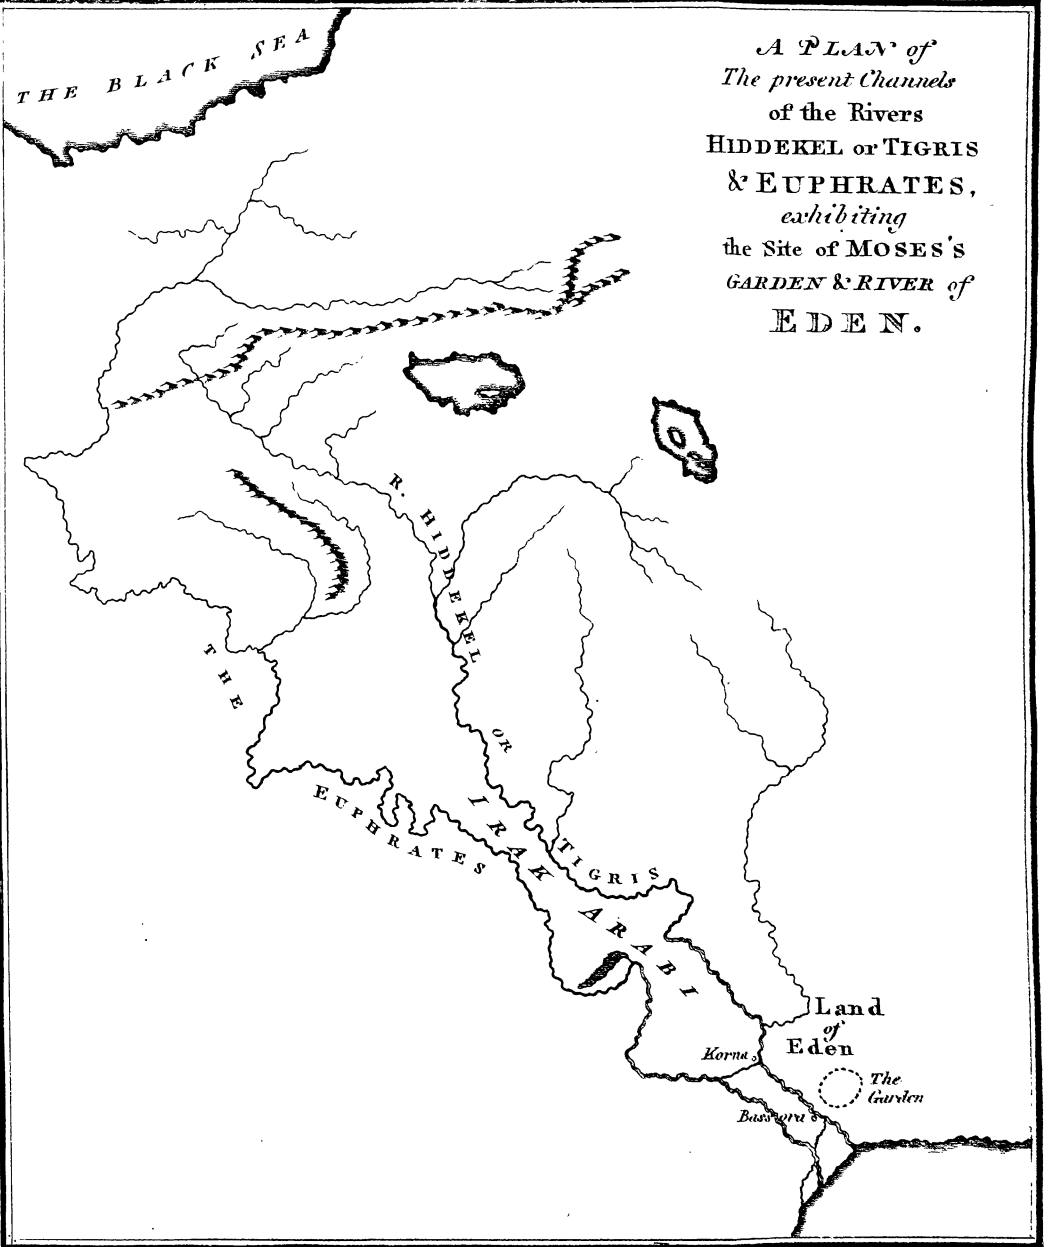 THE BLACK SEA
A PLAN of
The present Channels
of the Rivers
HIDDEKEL or TIGRIS
& EUPHRATES,
exhibiting
the Site of MOSES's
GARDEN & RIVER of
EDEN.
R. HIDDEKEL
OR
TIGRIS
THE
EUPHRATES
IRAK
ARABI
Land
of
Eden
Korna
The
Garden
Bassora